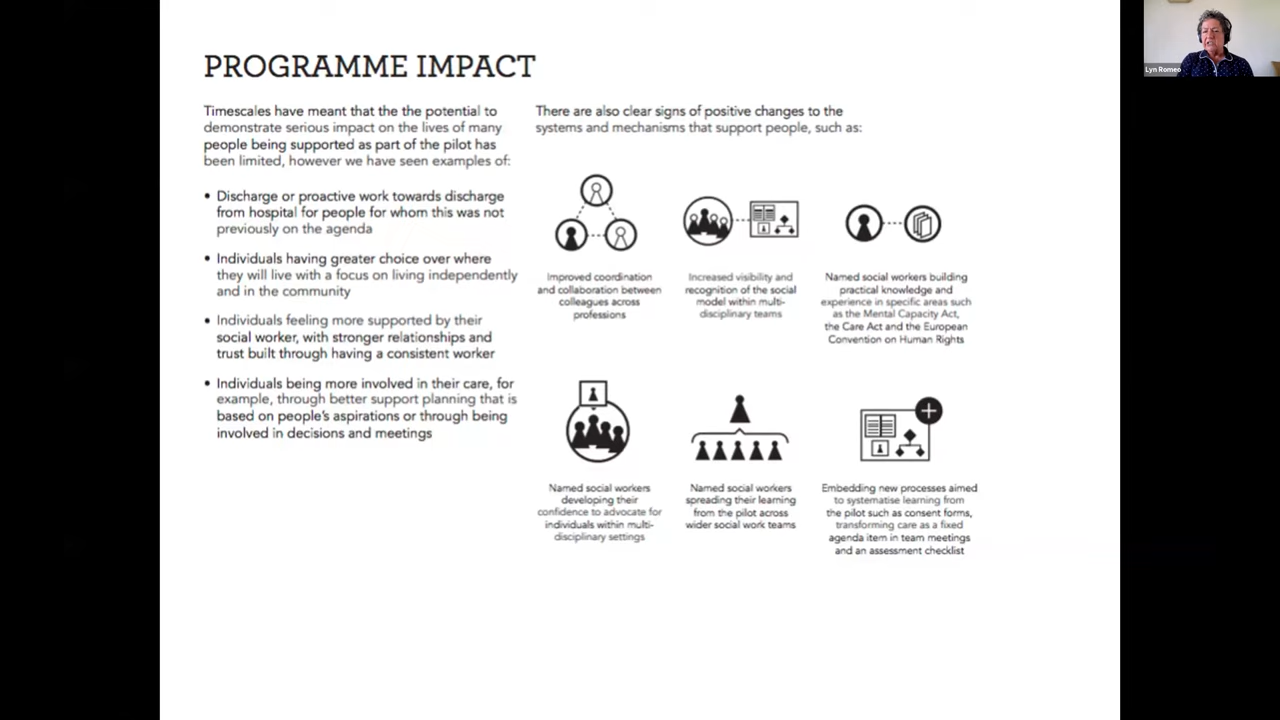 PROGRAMME IMPACT
Timescales have meant that the the potential to
demonstrate serious impact on the lives of many
people being supported as part of the pilot has
been limited, however we have seen examples of:
• Discharge or proactive work towards discharge
from hospital for people for whom this was not
previously on the agenda
• Individuals having greater choice over where
they will live with a focus on living independently
and in the community
• Individuals feeling more supported by their
social worker, with stronger relationships and
trust built through having a consistent worker
• Individuals being more involved in their care, for
example, through better support planning that is
based on people's aspirations or through being
involved in decisions and meetings
There are also clear signs of positive changes to the
systems and mechanisms that support people, such as:
Improved coordination
and collaboration between
colleagues across
professions
Increased visibility and
recognition of the social
model within multi-
disciplinary teams
Named social workers building
practical knowledge and
experience in specific areas such
as the Mental Capacity Act,
the Care Act and the European
Convention on Human Rights
Named social workers
developing their
confidence to advocate for
individuals within multi-
disciplinary settings
Named social workers
spreading their learning
from the pilot across
wider social work teams
Embedding new processes aimed
to systematise learning from
the pilot such as consent forms,
transforming care as a fixed
agenda item in team meetings
and an assessment checklist
Lyn Romeo